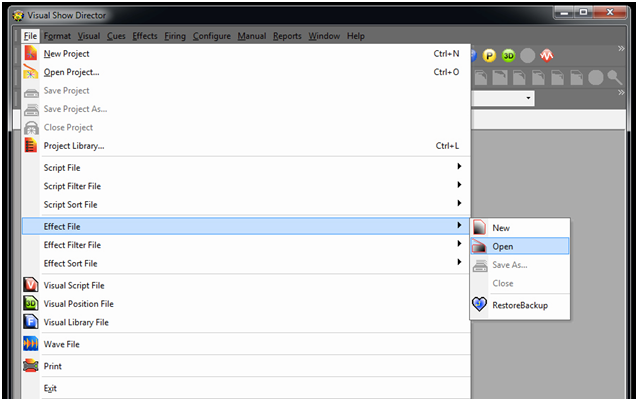 Visual Show Director
File Format Visual Cues Effects Firing Configure Manual Reports Window Help
New Project Ctrl+N
Open Project... Ctrl+O
Save Project
Save Project As...
Close Project
Project Library... Ctrl+L
Script File
Script Filter File
Script Sort File
Effect File
New
Effect Filter File
Open
Effect Sort File
Save As...
Close
Visual Script File
RestoreBackup
Visual Position File
Visual Library File
Wave File
Print
Exit
P
3D
V
3D
F